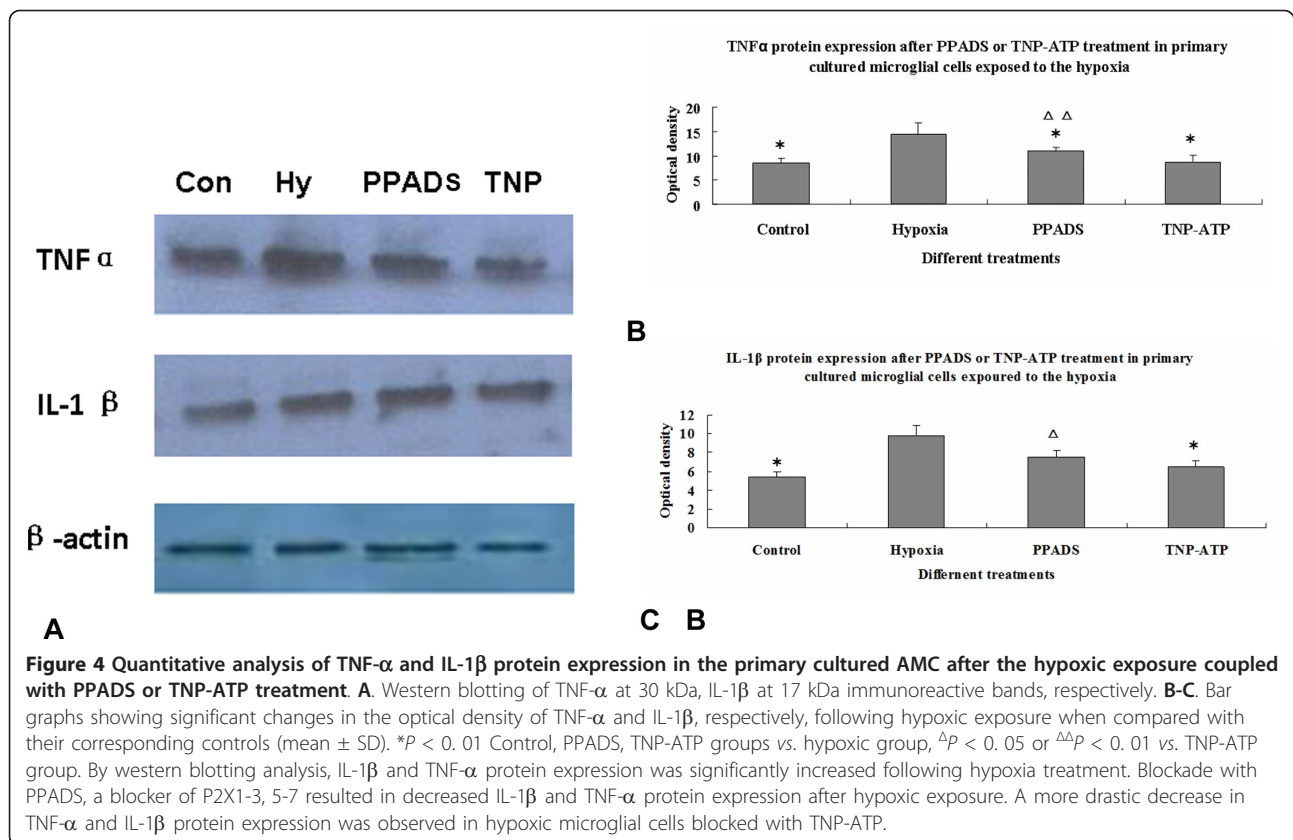 Con Hy PPADs TNP
TNF α
IL-1 β
β -actin
A
TNFα protein expression after PPADS or TNP-ATP treatment in primary
cultured microglial cells exposed to the hypoxia
Optical density
20
15
10
5
0
*
△ △
*
*
Control Hypoxia PPADS TNP-ATP
Different treatments
B
IL-1β protein expression after PPADS or TNP-ATP treatment in primary
cultured microglial cells expoured to the hypoxia
Optical density
12
10
8
6
4
2
0
*
△
*
Control Hypoxia PPADS TNP-ATP
Differnent treatments
C B
Figure 4 Quantitative analysis of TNF-α and IL-1β protein expression in the primary cultured AMC after the hypoxic exposure coupled
with PPADS or TNP-ATP treatment. A. Western blotting of TNF-α at 30 kDa, IL-1β at 17 kDa immunoreactive bands, respectively. B-C. Bar
graphs showing significant changes in the optical density of TNF-α and IL-1β, respectively, following hypoxic exposure when compared with
their corresponding controls (mean ± SD). *P < 0. 01 Control, PPADS, TNP-ATP groups vs. hypoxic group, ΔP < 0. 05 or ΔΔP < 0. 01 vs. TNP-ATP
group. By western blotting analysis, IL-1β and TNF-α protein expression was significantly increased following hypoxia treatment. Blockade with
PPADS, a blocker of P2X1-3, 5-7 resulted in decreased IL-1β and TNF-α protein expression after hypoxic exposure. A more drastic decrease in
TNF-α and IL-1β protein expression was observed in hypoxic microglial cells blocked with TNP-ATP.